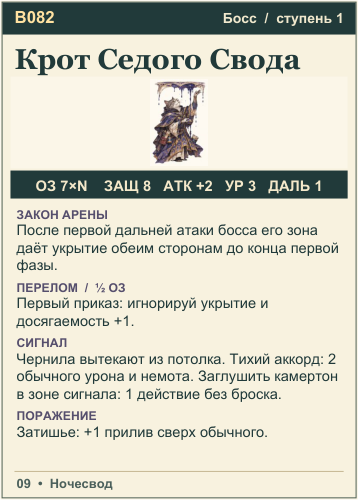 B082
Босс / ступень 1
Крот Седого Свода
ОЗ 7×N ЗАЩ 8 АТК +2 УР 3 ДАЛЬ 1
ЗАКОН АРЕНЫ
После первой дальней атаки босса его зона
даёт укрытие обеим сторонам до конца первой
фазы.
ПЕРЕЛОМ / ½ ОЗ
Первый приказ: игнорируй укрытие и
досягаемость +1.
СИГНАЛ
Чернила вытекают из потолка. Тихий аккорд: 2
обычного урона и немота. Заглушить камертон
в зоне сигнала: 1 действие без броска.
ПОРАЖЕНИЕ
Затишье: +1 прилив сверх обычного.
09 • Ночесвод